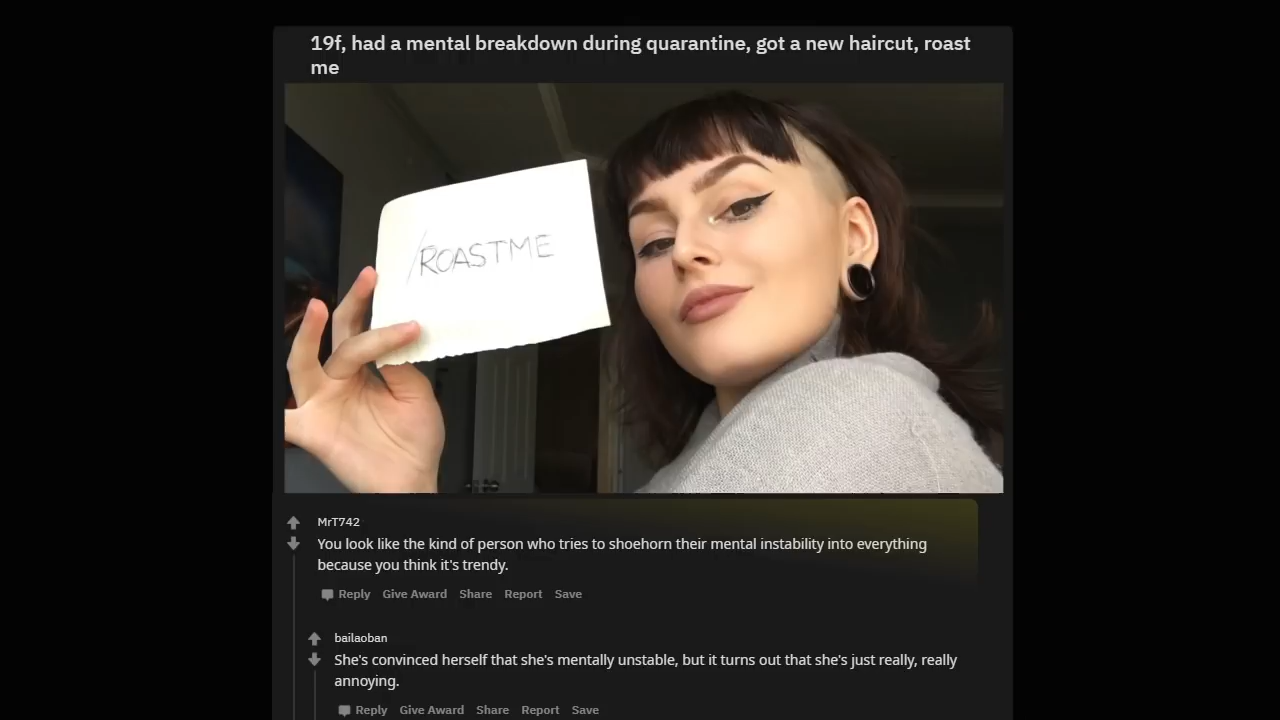 19f, had a mental breakdown during quarantine, got a new haircut, roast
me
/ROASTME
MrT742
You look like the kind of person who tries to shoehorn their mental instability into everything
because you think it's trendy.
Reply Give Award Share Report Save
bailaoban
She's convinced herself that she's mentally unstable, but it turns out that she's just really, really
annoying.
Reply Give Award Share Report Save